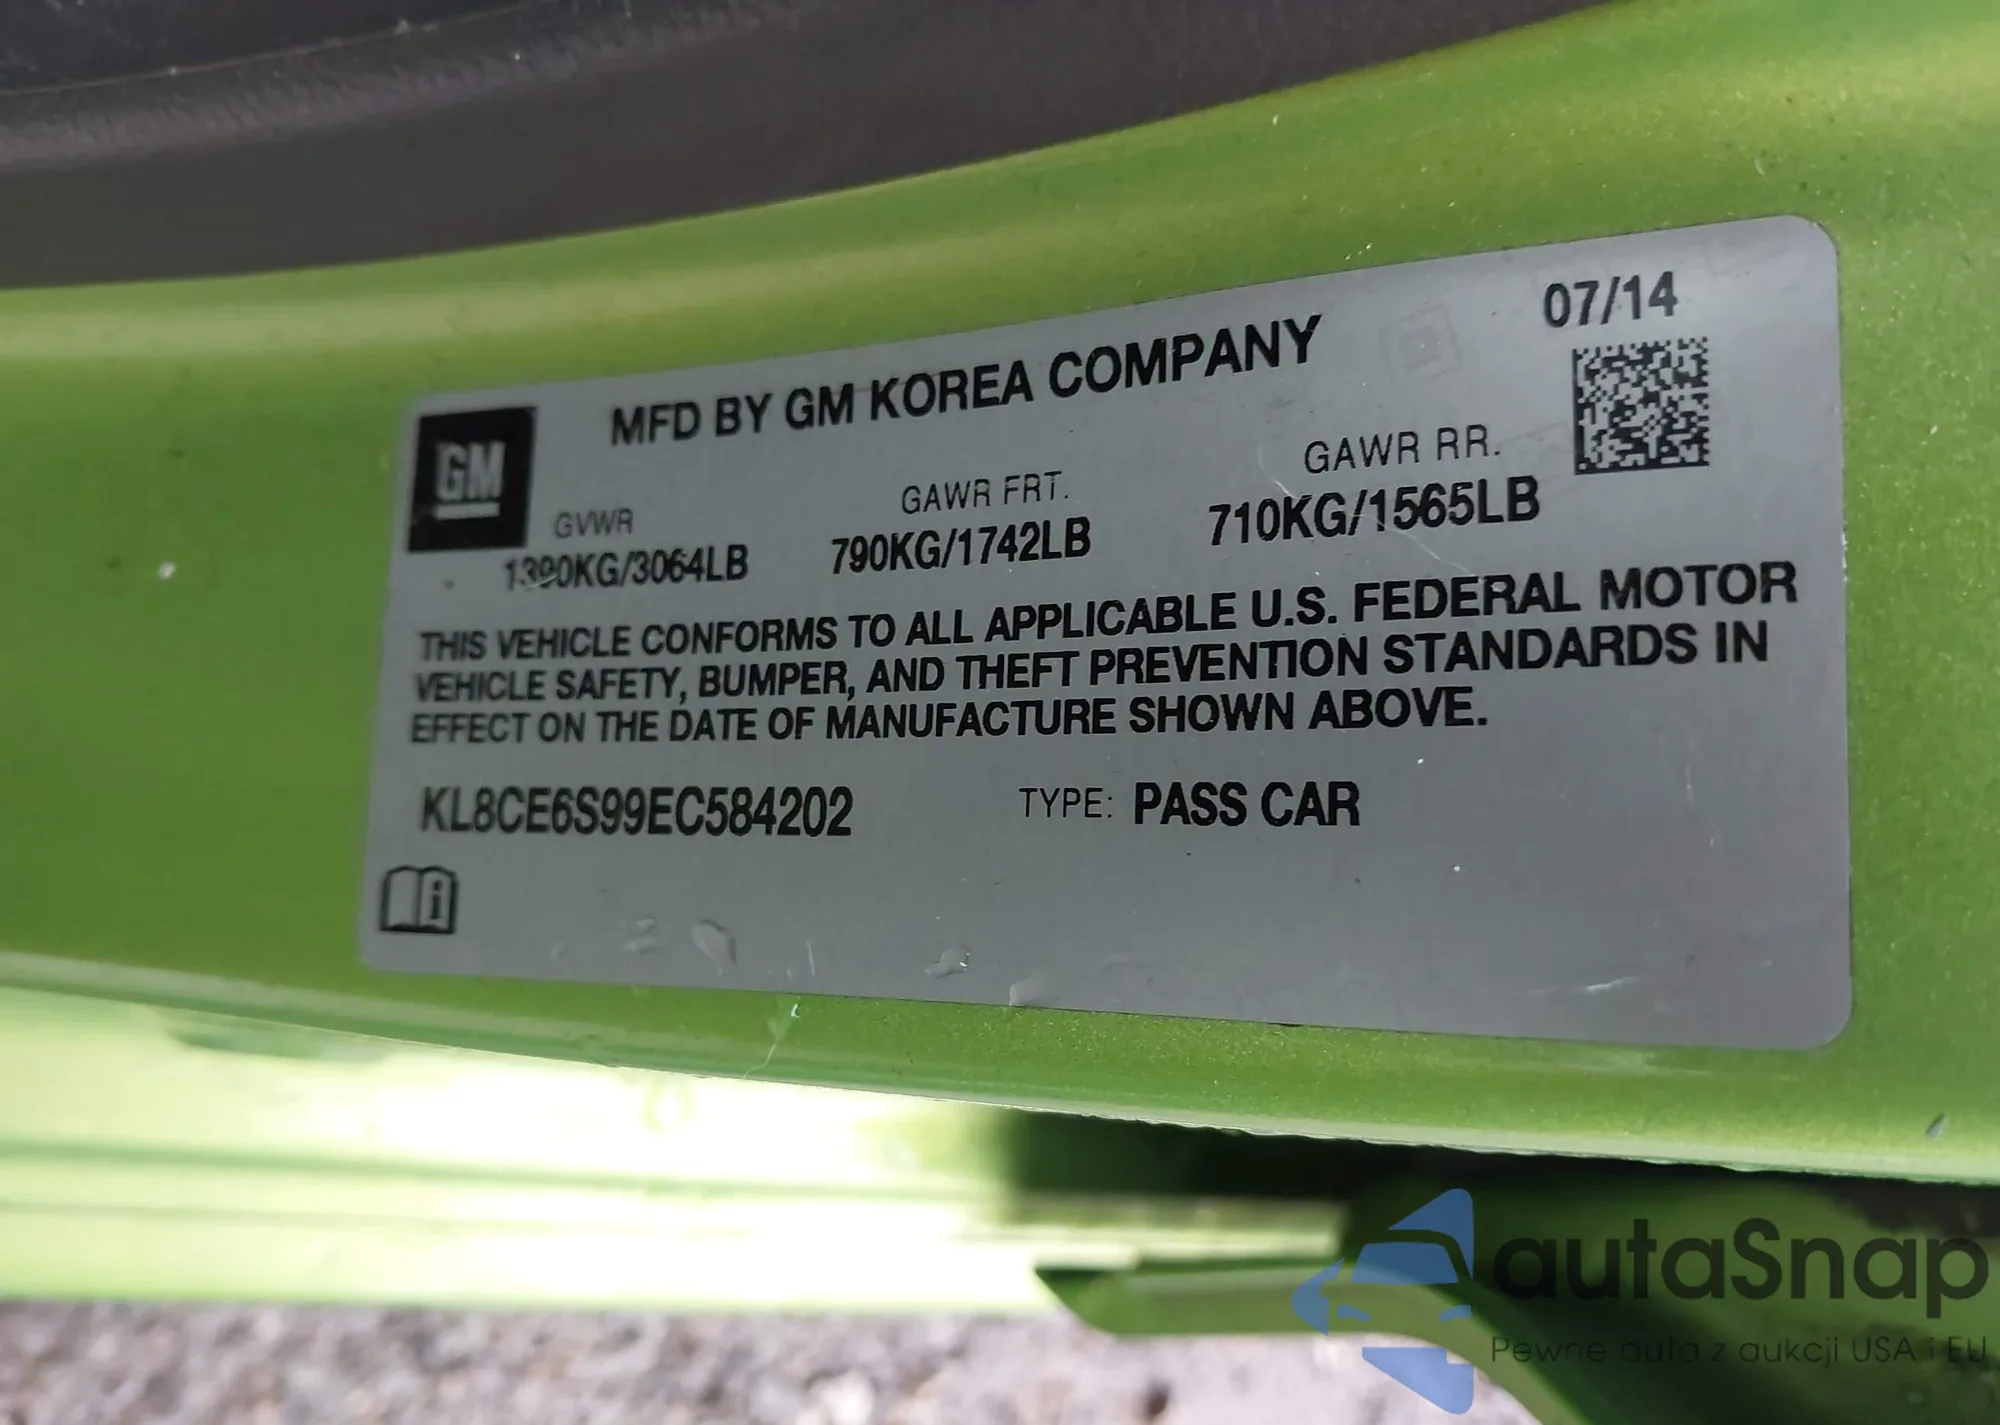 07/14
MFD BY GM KOREA COMPANY
GM
GVWR GAWR FRT. GAWR RR.
1390KG/3064LB 790KG/1742LB 710KG/1565LB
THIS VEHICLE CONFORMS TO ALL APPLICABLE U.S. FEDERAL MOTOR
VEHICLE SAFETY, BUMPER, AND THEFT PREVENTION STANDARDS IN
EFFECT ON THE DATE OF MANUFACTURE SHOWN ABOVE.
KL8CE6S99EC584202 TYPE: PASS CAR
i
autaSnap
Pewne auta z aukcji USA i EU